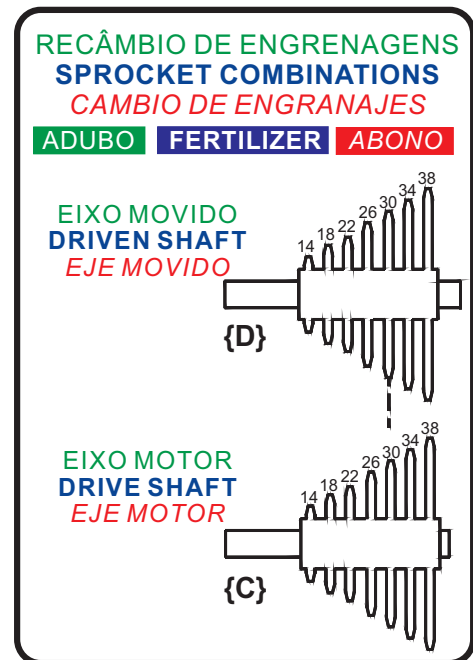 RECÂMBIO DE ENGRENAGENS
SPROCKET COMBINATIONS
CAMBIO DE ENGRANAJES
ADUBO FERTILIZER ABONO
EIXO MOVIDO
DRIVEN SHAFT
EJE MOVIDO
14 18 22 26 30 34 38
{D}
EIXO MOTOR
DRIVE SHAFT
EJE MOTOR
14 18 22 26 30 34 38
{C}